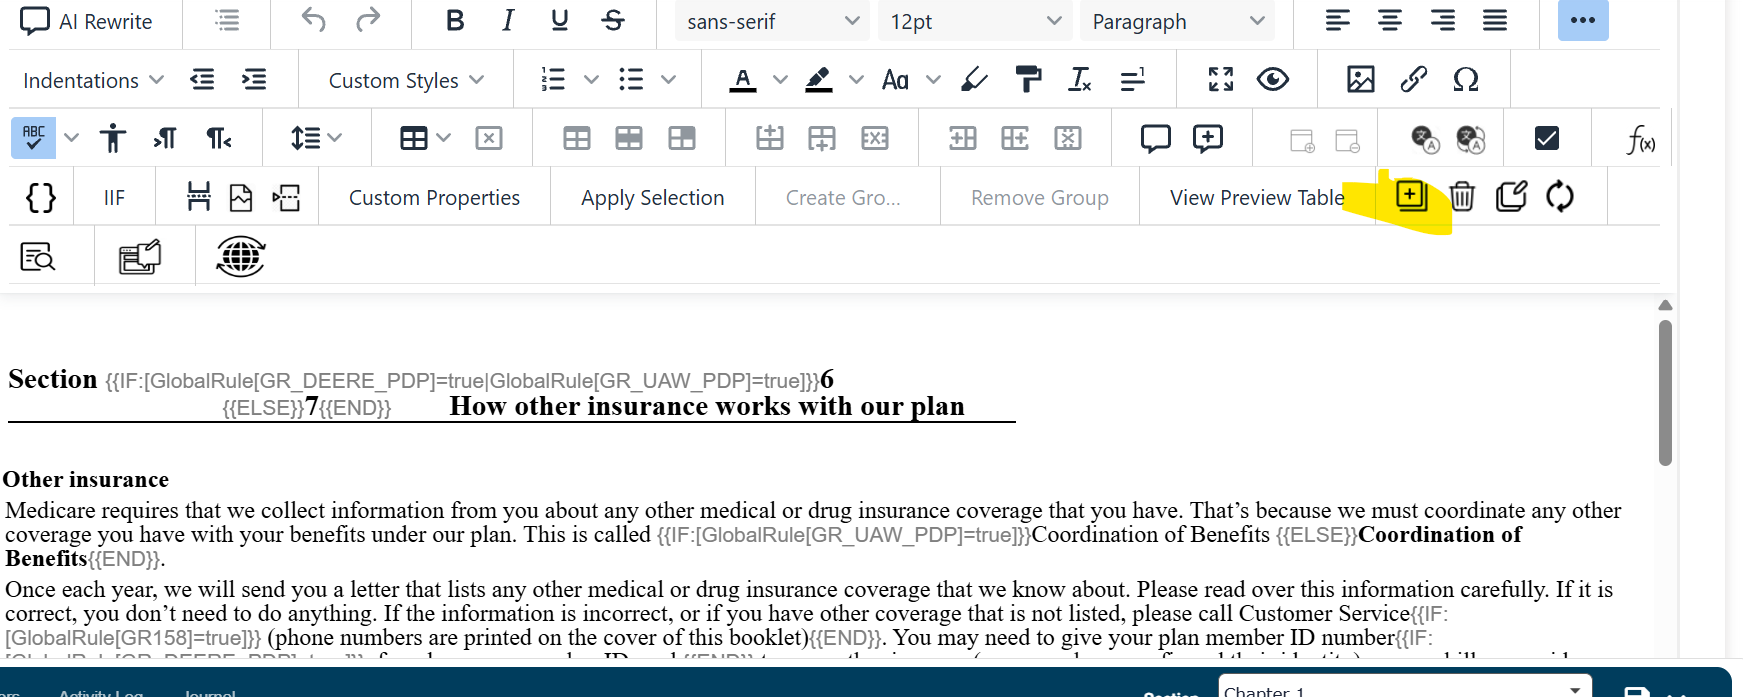 AI Rewrite B I U S sans-serif 12pt Paragraph
Indentations Custom Styles A Aa Ω
ABC f(x)
{} IIF Custom Properties Apply Selection Create Gro... Remove Group View Preview Table
Section {{IF:[GlobalRule[GR_DEERE_PDP]=true|GlobalRule[GR_UAW_PDP]=true]}}6
{{ELSE}}7{{END}} How other insurance works with our plan
Other insurance
Medicare requires that we collect information from you about any other medical or drug insurance coverage that you have. That’s because we must coordinate any other
coverage you have with your benefits under our plan. This is called {{IF:[GlobalRule[GR_UAW_PDP]=true]}}Coordination of Benefits {{ELSE}}Coordination of
Benefits{{END}}.
Once each year, we will send you a letter that lists any other medical or drug insurance coverage that we know about. Please read over this information carefully. If it is
correct, you don’t need to do anything. If the information is incorrect, or if you have other coverage that is not listed, please call Customer Service{{IF:
[GlobalRule[GR158]=true]}} (phone numbers are printed on the cover of this booklet){{END}}. You may need to give your plan member ID number{{IF:
Activity Log Journal Section Chapter 1